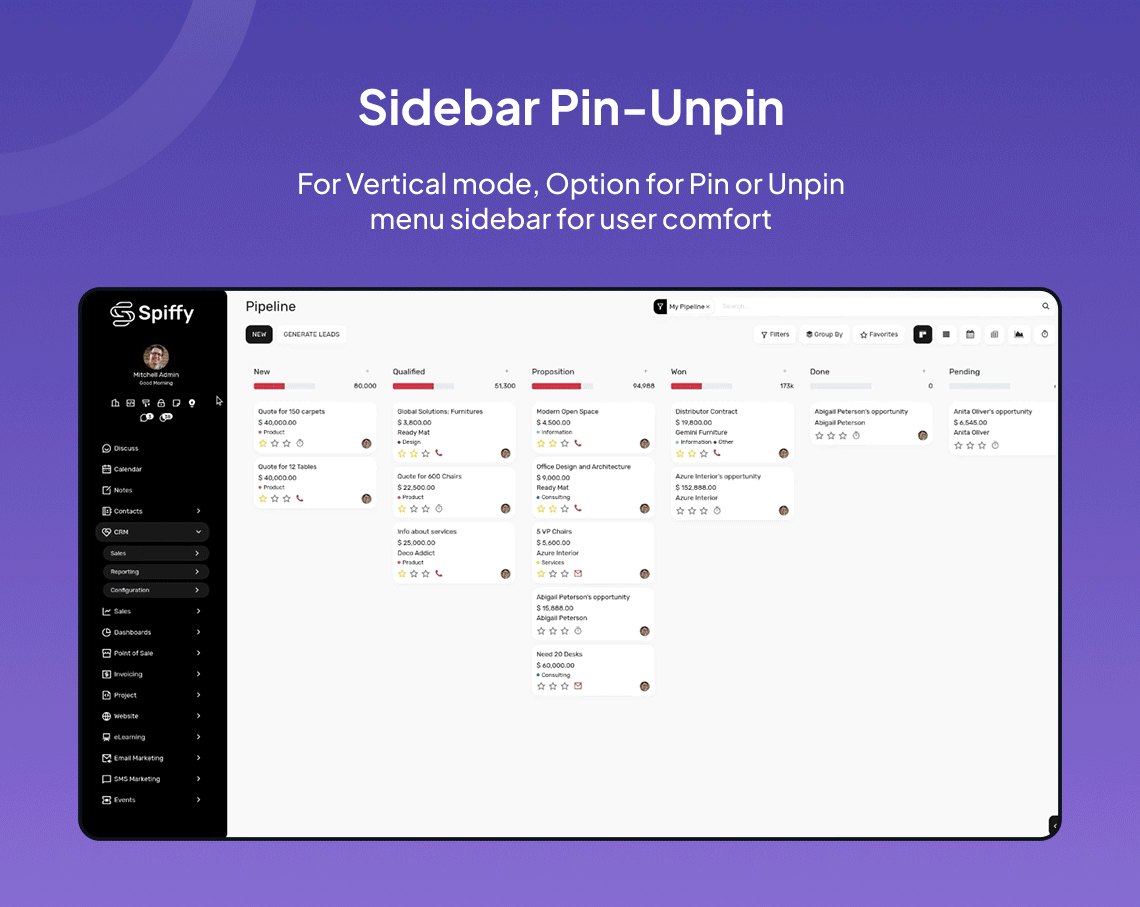 Sidebar Pin-Unpin
For Vertical mode, Option for Pin or Unpin
menu sidebar for user comfort
Spiffy
Mitchell Admin
Good Morning
Discuss
Calendar
Notes
Contacts
CRM
Sales
Reporting
Configuration
Sales
Dashboards
Point of Sale
Invoicing
Project
Website
eLearning
Email Marketing
SMS Marketing
Events
Pipeline
My Pipeline ×
Search...
NEW
GENERATE LEADS
Filters
Group By
Favorites
New
80,000
Quote for 150 carpets
$ 40,000.00
Product
Quote for 12 Tables
$ 40,000.00
Product
Qualified
51,300
Global Solutions: Furnitures
$ 3,800.00
Ready Mat
Design
Quote for 600 Chairs
$ 22,500.00
Product
Info about services
$ 25,000.00
Deco Addict
Product
Proposition
94,988
Modern Open Space
$ 4,500.00
Information
Office Design and Architecture
$ 9,000.00
Ready Mat
Consulting
5 VP Chairs
$ 5,600.00
Azure Interior
Services
Abigail Peterson's opportunity
$ 15,888.00
Abigail Peterson
Need 20 Desks
$ 60,000.00
Consulting
Won
173k
Distributor Contract
$ 19,800.00
Gemini Furniture
Information Other
Azure Interior's opportunity
$ 152,888.00
Azure Interior
Done
0
Abigail Peterson's opportunity
Abigail Peterson
Pending
Anita Oliver's opportunity
$ 6,545.00
Anita Oliver